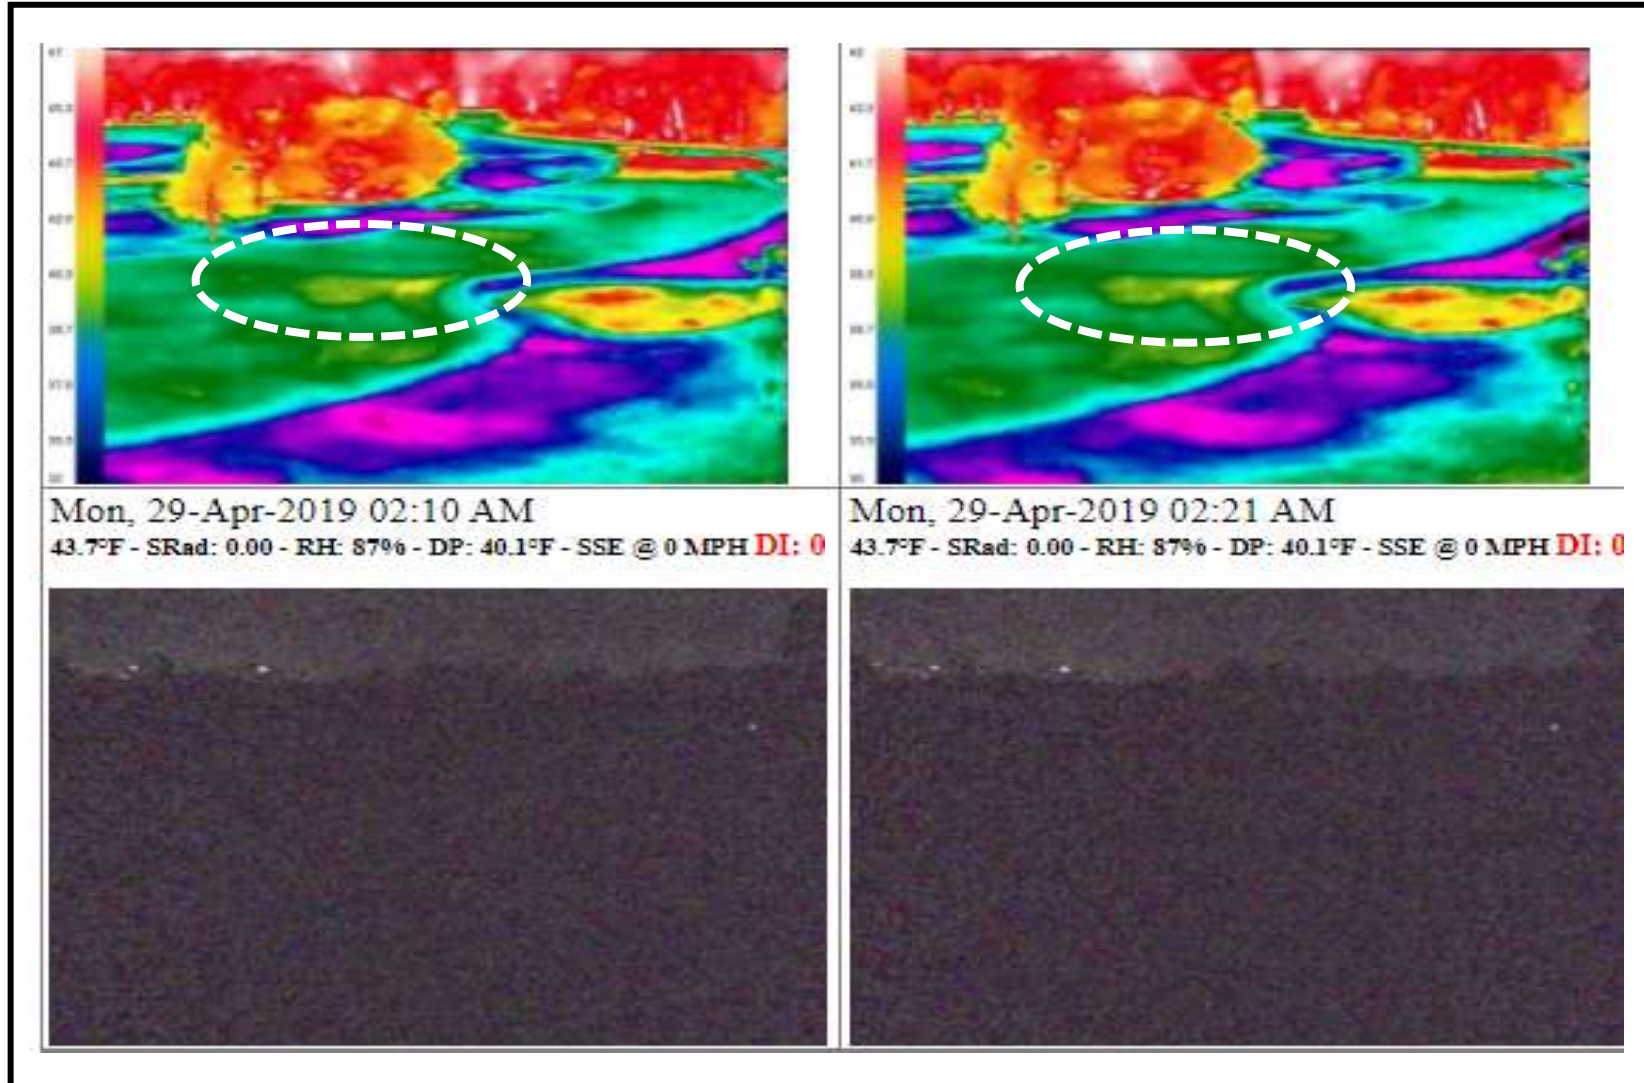 Mon, 29-Apr-2019 02:10 AM
43.7°F - SRad: 0.00 - RH: 87% - DP: 40.1°F - SSE @ 0 MPH DI: 0
Mon, 29-Apr-2019 02:21 AM
43.7°F - SRad: 0.00 - RH: 87% - DP: 40.1°F - SSE @ 0 MPH DI: 0